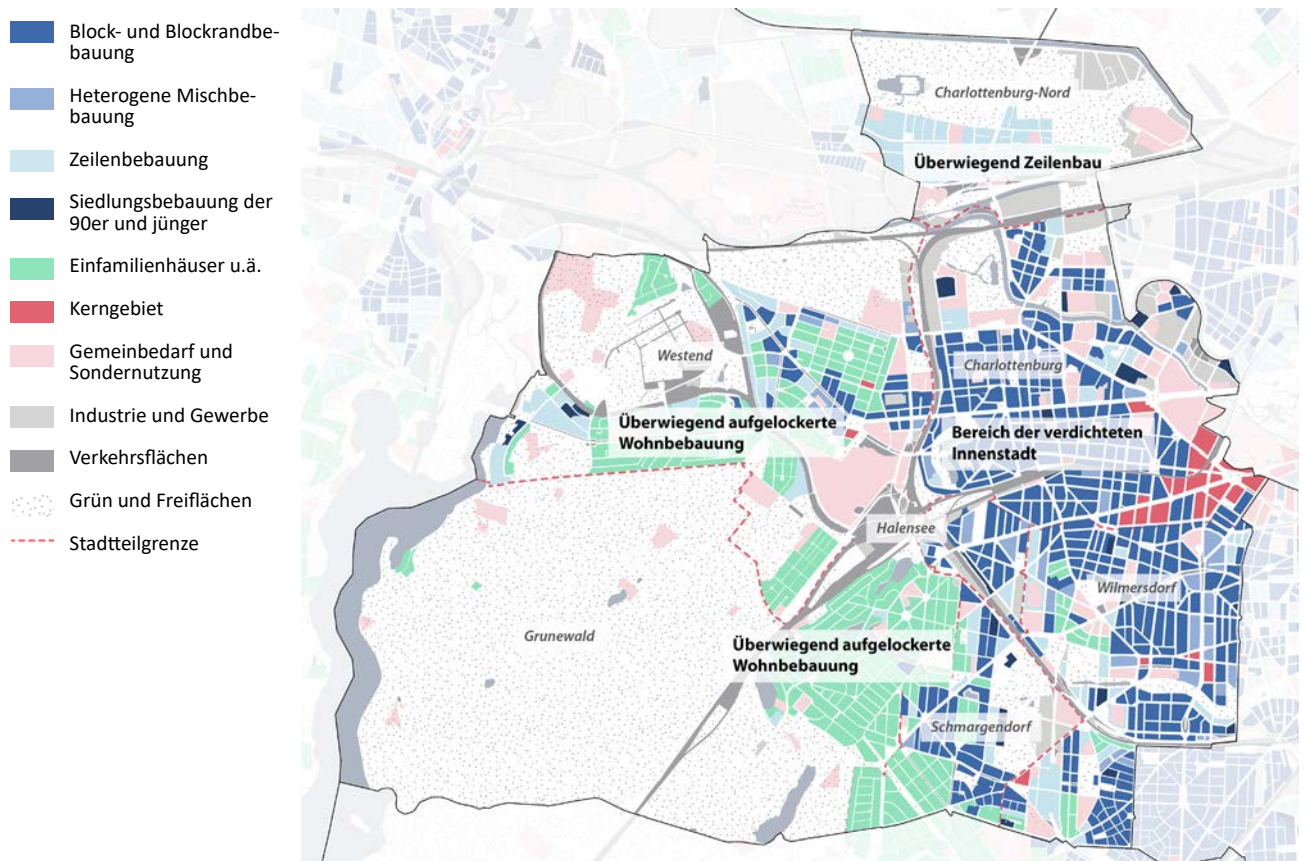 Block- und Blockrandbe-
bauung
Heterogene Mischbe-
bauung
Zeilenbebauung
Siedlungsbebauung der
90er und jünger
Einfamilienhäuser u.ä.
Kerngebiet
Gemeinbedarf und
Sondernutzung
Industrie und Gewerbe
Verkehrsflächen
Grün und Freiflächen
Stadtteilgrenze
Charlottenburg-Nord
Überwiegend Zeilenbau
Westend
Charlottenburg
Überwiegend aufgelockerte
Wohnbebauung
Bereich der verdichteten
Innenstadt
Halensee
Wilmersdorf
Grunewald
Überwiegend aufgelockerte
Wohnbebauung
Schmargendorf